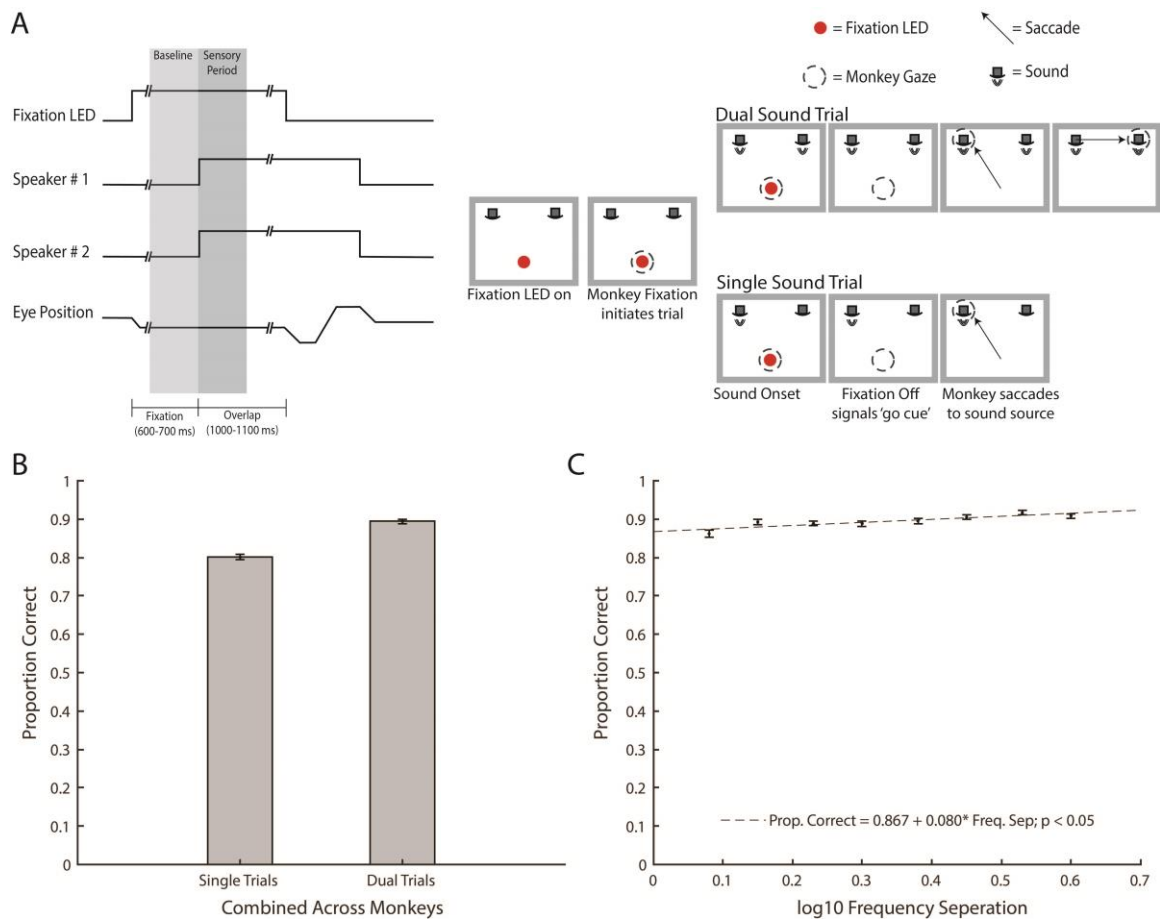 A
Baseline
Sensory
Period
Fixation LED
Speaker # 1
Speaker # 2
Eye Position
Fixation
(600-700 ms)
Overlap
(1000-1100 ms)
= Fixation LED
= Saccade
= Monkey Gaze
= Sound
Dual Sound Trial
Fixation LED on
Monkey Fixation
initiates trial
Single Sound Trial
Sound Onset
Fixation Off
signals 'go cue'
Monkey saccades
to sound source
B
Proportion Correct
1
0.9
0.8
0.7
0.6
0.5
0.4
0.3
0.2
0.1
0
Single Trials
Dual Trials
Combined Across Monkeys
C
Proportion Correct
1
0.9
0.8
0.7
0.6
0.5
0.4
0.3
0.2
0.1
0
Prop. Correct = 0.867 + 0.080* Freq. Sep; p < 0.05
0
0.1
0.2
0.3
0.4
0.5
0.6
0.7
log10 Frequency Seperation